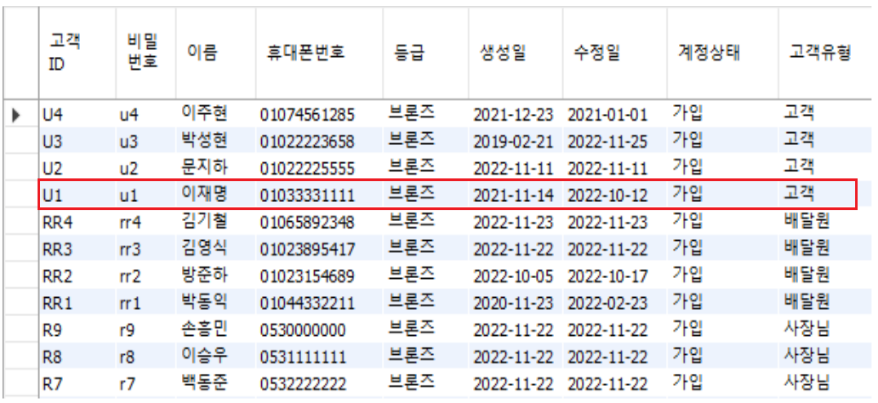 고객 ID 비밀 번호 이름 휴대폰번호 등급 생성일 수정일 계정상태 고객유형
U4 u4 이주현 01074561285 브론즈 2021-12-23 2021-01-01 가입 고객
U3 u3 박성현 01022223658 브론즈 2019-02-21 2022-11-25 가입 고객
U2 u2 문지하 01022225555 브론즈 2022-11-11 2022-11-11 가입 고객
U1 u1 이재명 01033331111 브론즈 2021-11-14 2022-10-12 가입 고객
RR4 rr4 김기철 01065892348 브론즈 2022-11-23 2022-11-23 가입 배달원
RR3 rr3 김영식 01023895417 브론즈 2022-11-22 2022-11-22 가입 배달원
RR2 rr2 방준하 01023154689 브론즈 2022-10-05 2022-10-17 가입 배달원
RR1 rr1 박동익 01044332211 브론즈 2020-11-23 2022-02-23 가입 배달원
R9 r9 손흥민 0530000000 브론즈 2022-11-22 2022-11-22 가입 사장님
R8 r8 이승우 0531111111 브론즈 2022-11-22 2022-11-22 가입 사장님
R7 r7 백동준 0532222222 브론즈 2022-11-22 2022-11-22 가입 사장님